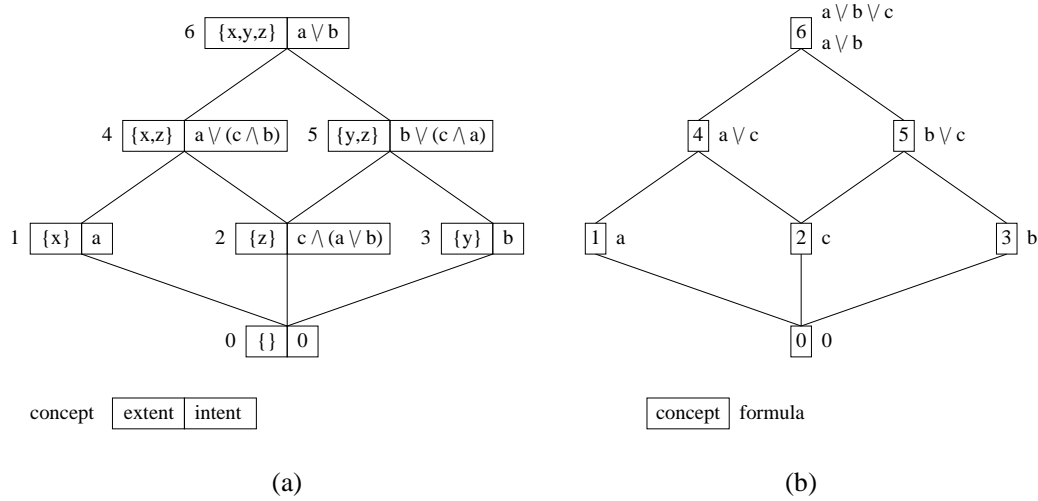 6 {x,y,z} a \/ b
4 {x,z} a \/ (c /\ b) 5 {y,z} b \/ (c /\ a)
1 {x} a 2 {z} c /\ (a \/ b) 3 {y} b
0 {} 0
concept extent intent
(a)
6 a \/ b \/ c
a \/ b
4 a \/ c 5 b \/ c
1 a 2 c 3 b
0 0
concept formula
(b)